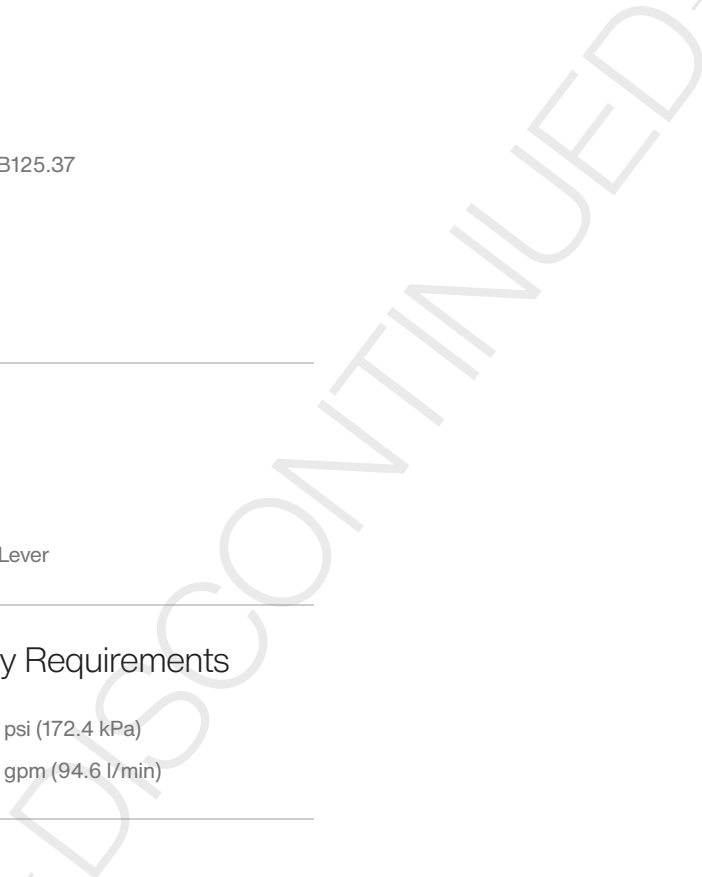 B125.37
Lever
y Requirements
psi (172.4 kPa)
gpm (94.6 l/min)
DISCONTINUED